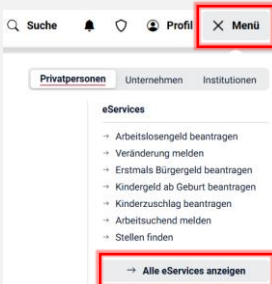 Suche Profil Menü
Privatpersonen Unternehmen Institutionen
eServices
→ Arbeitslosengeld beantragen
→ Veränderung melden
→ Erstmals Bürgergeld beantragen
→ Kindergeld ab Geburt beantragen
→ Kinderzuschlag beantragen
→ Arbeitsuchend melden
→ Stellen finden
→ Alle eServices anzeigen